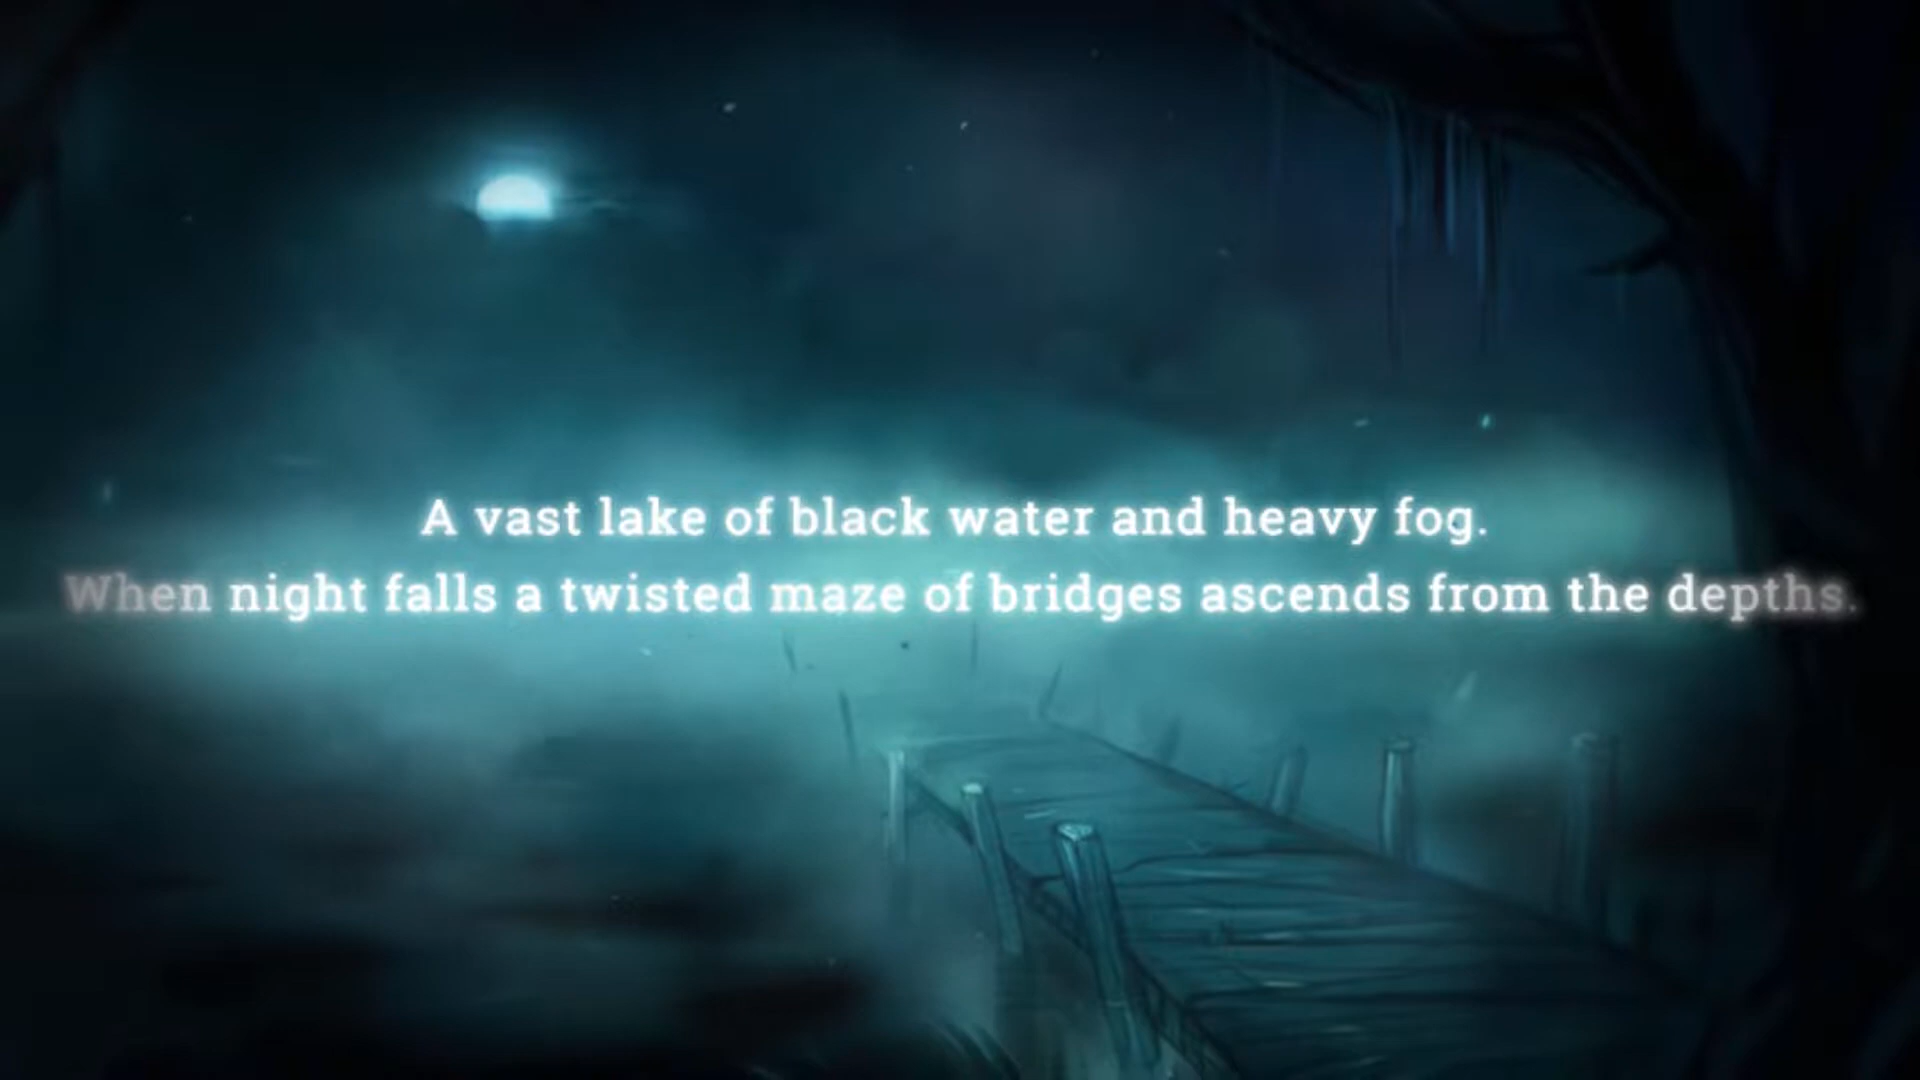 A vast lake of black water and heavy fog.
When night falls a twisted maze of bridges ascends from the depths.